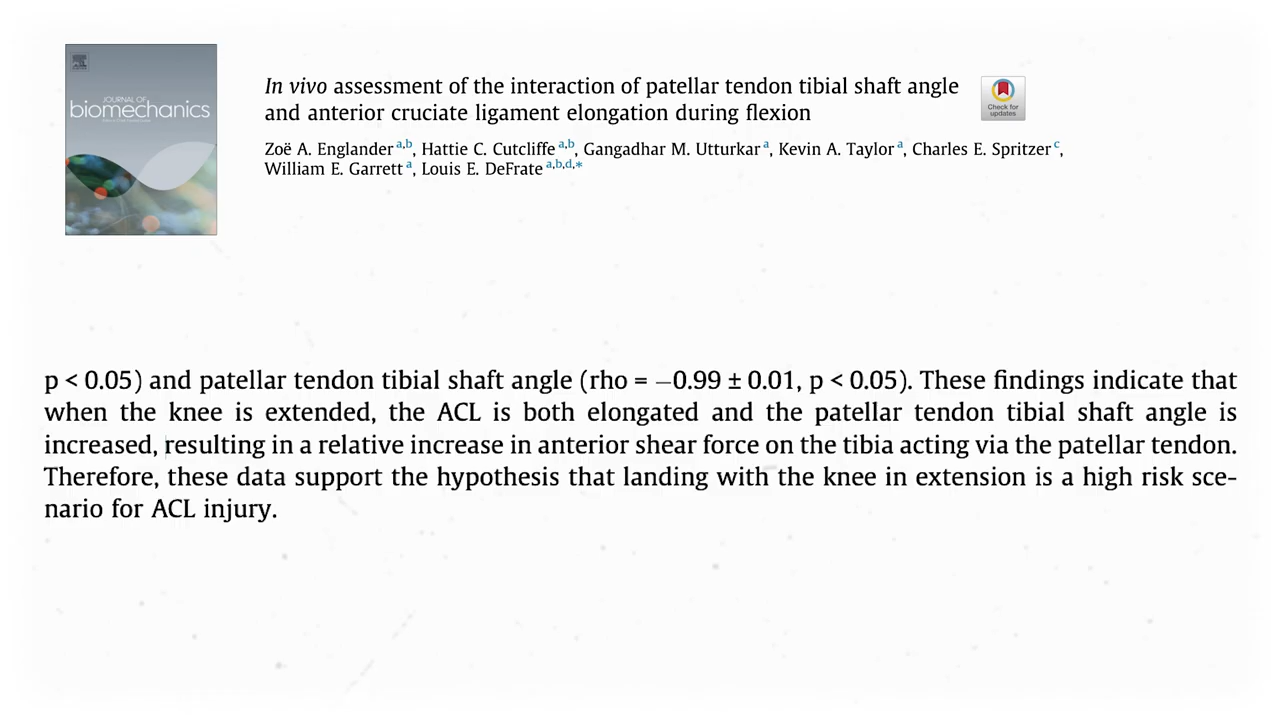 JOURNAL OF
biomechanics
In vivo assessment of the interaction of patellar tendon tibial shaft angle
and anterior cruciate ligament elongation during flexion
Check for
updates
Zoë A. Englander a,b, Hattie C. Cutcliffe a,b, Gangadhar M. Utturkar a, Kevin A. Taylor a, Charles E. Spritzer c,
William E. Garrett a, Louis E. DeFrate a,b,d,*
p < 0.05) and patellar tendon tibial shaft angle (rho = −0.99 ± 0.01, p < 0.05). These findings indicate that
when the knee is extended, the ACL is both elongated and the patellar tendon tibial shaft angle is
increased, resulting in a relative increase in anterior shear force on the tibia acting via the patellar tendon.
Therefore, these data support the hypothesis that landing with the knee in extension is a high risk sce-
nario for ACL injury.